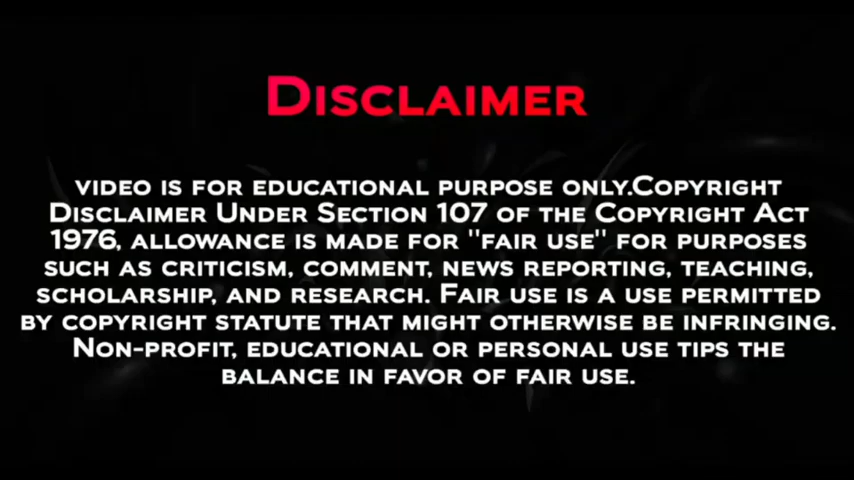 Disclaimer
video is for educational purpose only.Copyright
Disclaimer Under Section 107 of the Copyright Act
1976, allowance is made for "fair use" for purposes
such as criticism, comment, news reporting, teaching,
scholarship, and research. Fair use is a use permitted
by copyright statute that might otherwise be infringing.
Non-profit, educational or personal use tips the
balance in favor of fair use.